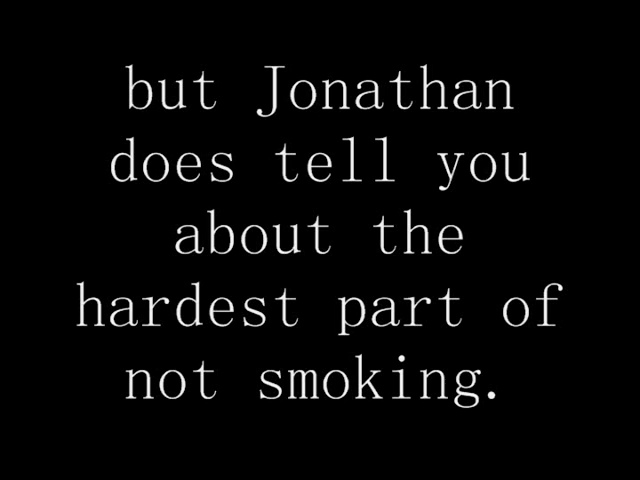 but Jonathan
does tell you
about the
hardest part of
not smoking.